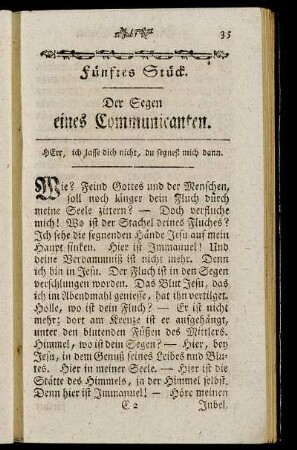 35
Fünftes Stück.
Der Segen
eines Communicanten.
HErr, ich lasse dich nicht, du segnest mich dann.
Wie? Feind Gottes und der Menschen,
soll noch länger dein Fluch dürch
meine Seele zittern? — Doch verfluche
mich! Wo ist der Stachel deines Fluches?
Ich sehe die segnenden Hände Jesu auf mein
Haupt sinken. Hier ist Immanuel! Und
deine Verdammniß ist nicht mehr. Denn
ich bin in Jesu. Der Fluch ist in den Segen
verschlungen worden. Das Blut Jesu, das
ich im Abendmahl geniesse, hat ihn vertilget.
Hölle, wo ist dein Fluch? — Er ist nicht
mehr; dort am Kreuze ist er aufgehängt,
unter den blutenden Füßen des Mittlers.
Himmel, wo ist dein Segen? — Hier, bey
Jesu, in dem Genuß seines Leibes und Blu-
tes. Hier in meiner Seele. — Hier ist die
Stätte des Himmels, ja der Himmel selbst.
Denn hier ist Immanuel! — Höre meinen
C 2 Jubel,